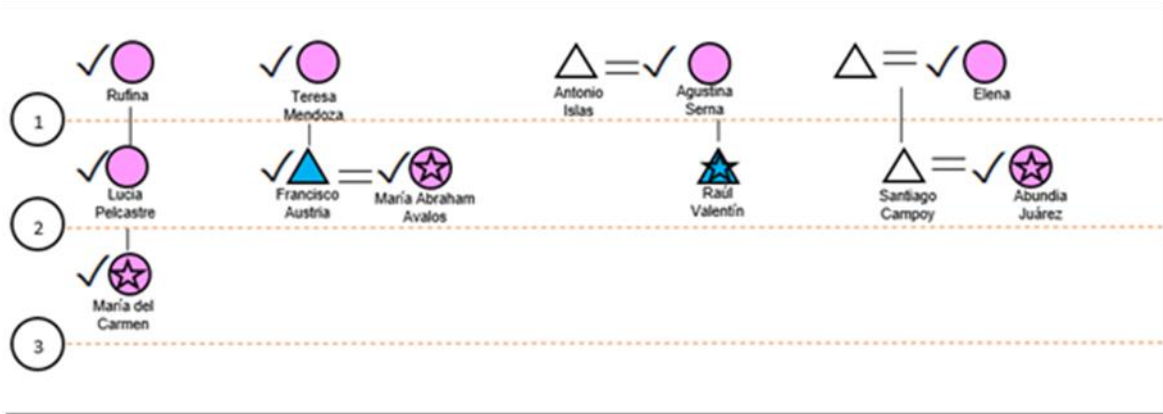 Rufina
Teresa
Mendoza
Antonio
Islas
Agustina
Serna
Elena
1
Lucia
Pelcastre
Francisco
Austria
María Abraham
Avalos
Raúl
Valentín
Santiago
Campoy
Abundia
Juárez
2
María del
Carmen
3